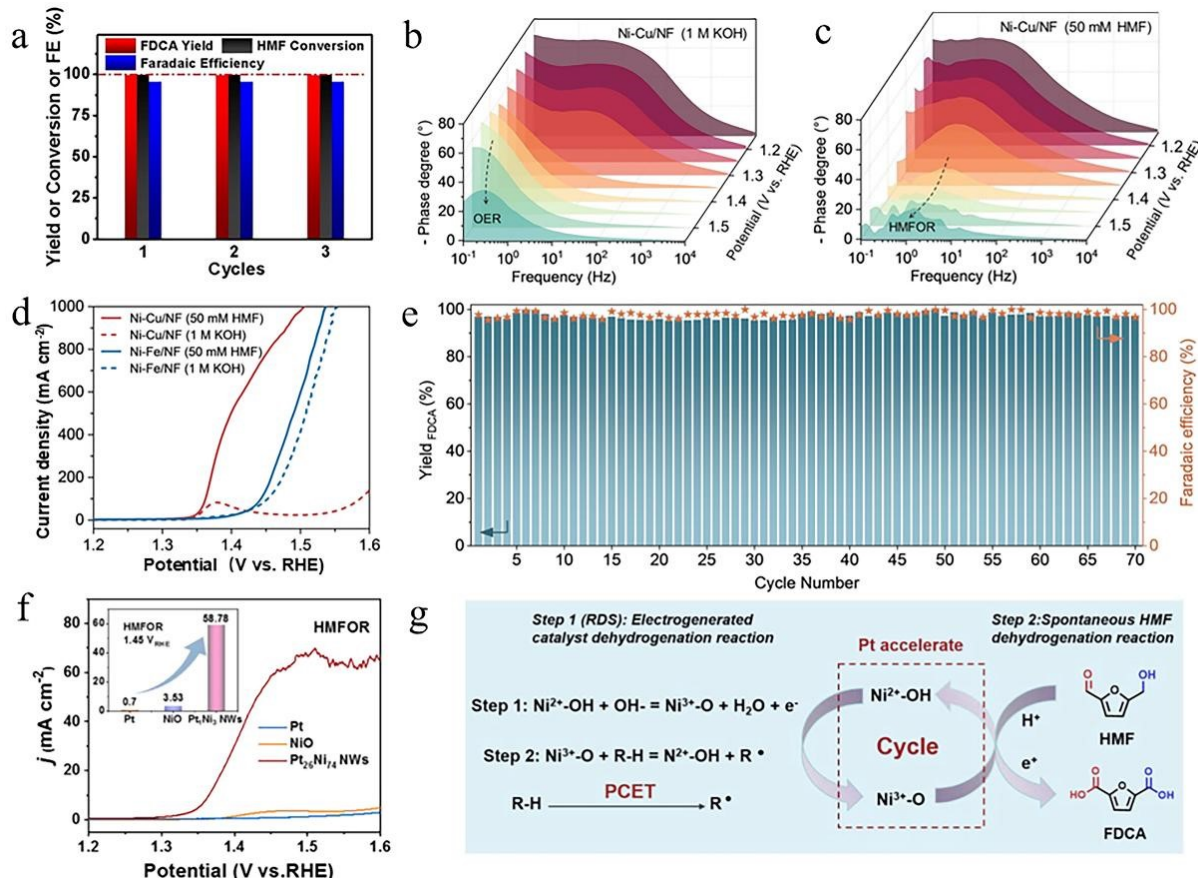 a
FDCA Yield
HMF Conversion
Faradaic Efficiency
Yield or Conversion or FE (%)
100
75
50
25
0
1 2 3
Cycles
b
Ni-Cu/NF (1 M KOH)
- Phase degree (°)
80
60
40
20
0
OER
10⁻¹ 10⁰ 10¹ 10² 10³ 10⁴
Frequency (Hz)
1.2
1.3
1.4
1.5
Potential (V vs. RHE)
c
Ni-Cu/NF (50 mM HMF)
- Phase degree (°)
80
60
40
20
0
HMFOR
10⁻¹ 10⁰ 10¹ 10² 10³ 10⁴
Frequency (Hz)
1.2
1.3
1.4
1.5
Potential (V vs. RHE)
d
Ni-Cu/NF (50 mM HMF)
Ni-Cu/NF (1 M KOH)
Ni-Fe/NF (50 mM HMF)
Ni-Fe/NF (1 M KOH)
Current density (mA cm⁻²)
1000
800
600
400
200
0
1.2 1.3 1.4 1.5 1.6
Potential (V vs. RHE)
e
Yield FDCA (%)
100
80
60
40
20
0
5 10 15 20 25 30 35 40 45 50 55 60 65 70
Cycle Number
100
80
60
40
20
0
Faradaic efficiency (%)
f
HMFOR
HMFOR
1.45 V RHE
60
40
20
0
0.7
3.53
58.78
Pt NiO Pt₁Ni₃ NWs
Pt
NiO
Pt₂₆Ni₇₄ NWs
j (mA cm⁻²)
80
60
40
20
0
1.2 1.3 1.4 1.5 1.6
Potential (V vs.RHE)
g
Step 1 (RDS): Electrogenerated
catalyst dehydrogenation reaction
Step 1: Ni²⁺-OH + OH- = Ni³⁺-O + H₂O + e⁻
Step 2: Ni³⁺-O + R-H = N²⁺-OH + R •
R-H PCET R •
Pt accelerate
Ni²⁺-OH
Cycle
Ni³⁺-O
Step 2:Spontaneous HMF
dehydrogenation reaction
H⁺
e⁺
O
O
OH
HMF
O
O
O
HO
OH
FDCA